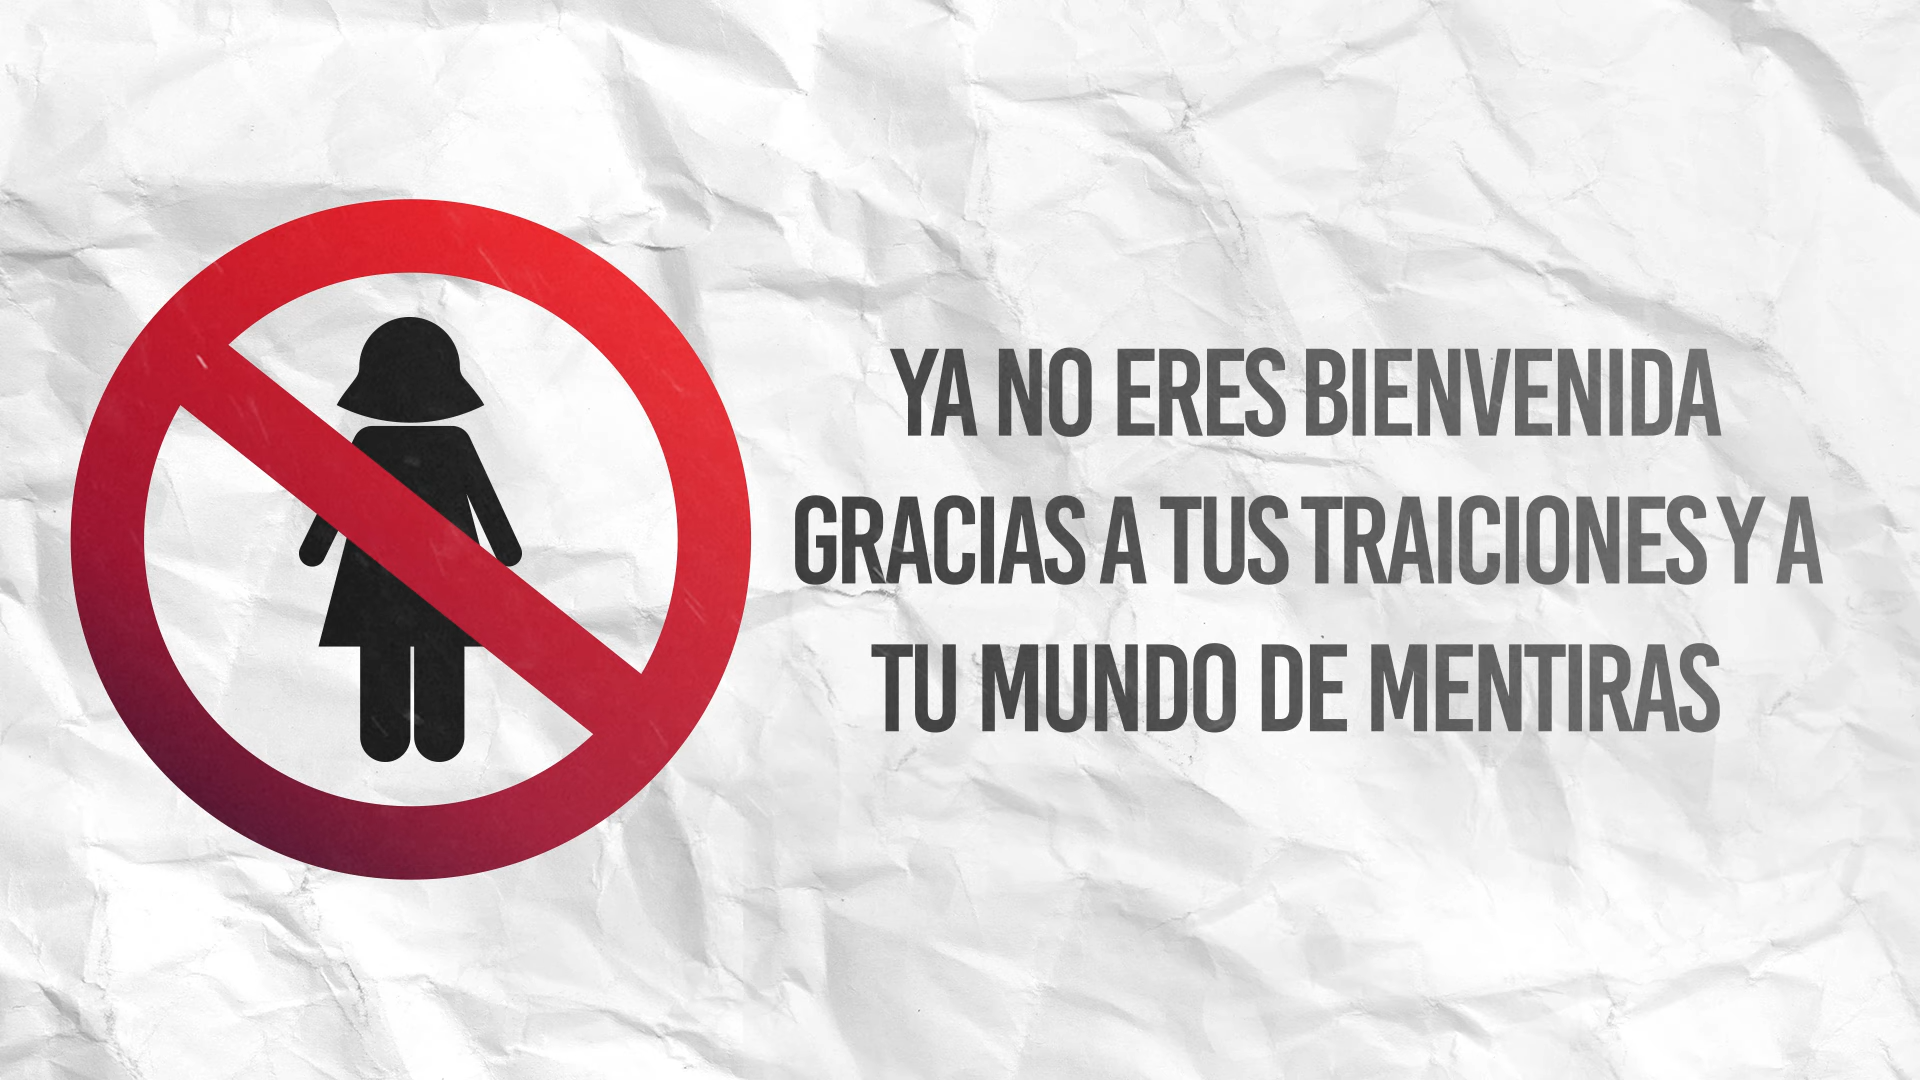 YA NO ERES BIENVENIDA
GRACIAS A TUS TRAICIONES Y A
TU MUNDO DE MENTIRAS